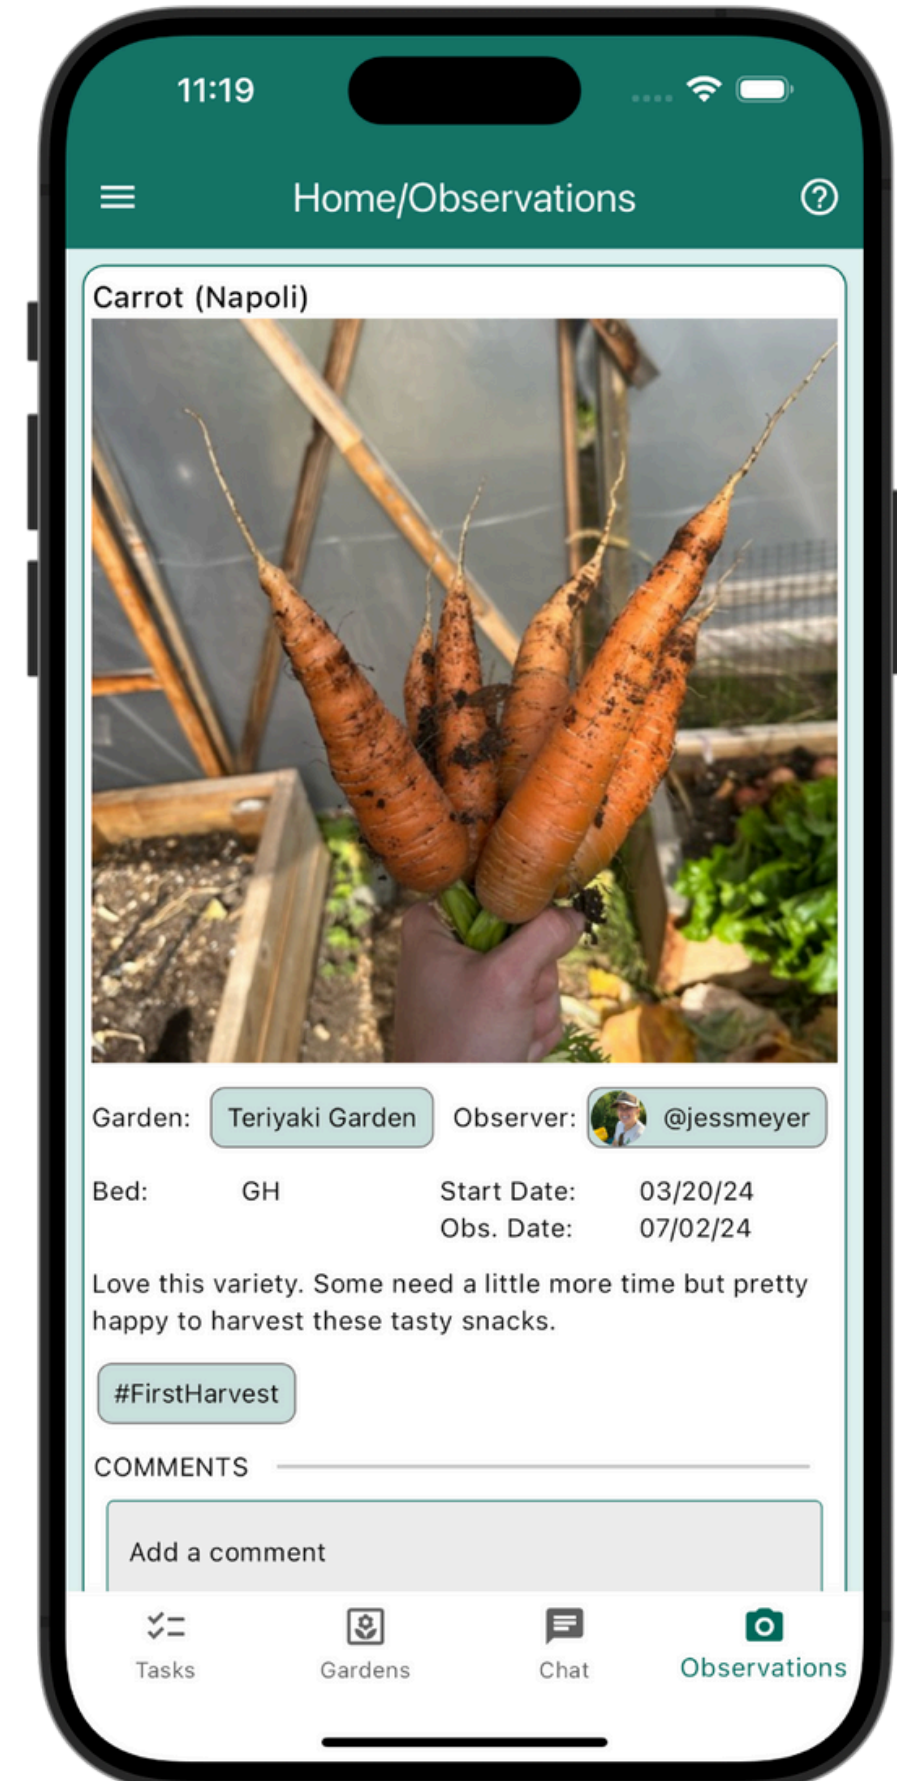 11:19
Home/Observations
Carrot (Napoli)
Garden: Teriyaki Garden Observer: @jessmeyer
Bed: GH Start Date: 03/20/24
Obs. Date: 07/02/24
Love this variety. Some need a little more time but pretty
happy to harvest these tasty snacks.
#FirstHarvest
COMMENTS
Add a comment
Tasks Gardens Chat Observations